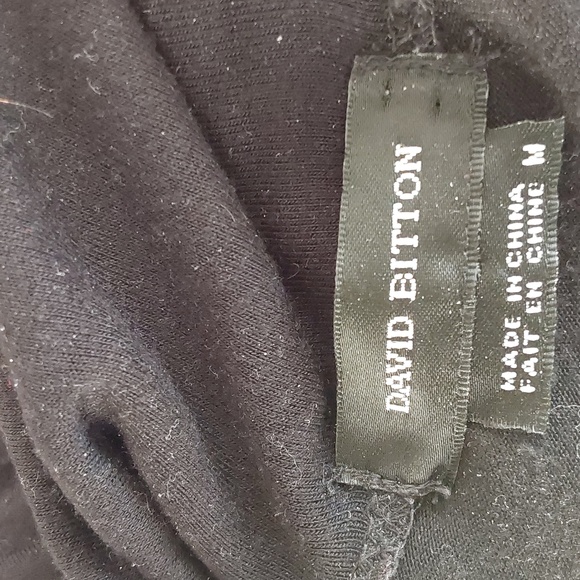 DAVID BITTON
MADE IN CHINA
FAIT EN CHINE M